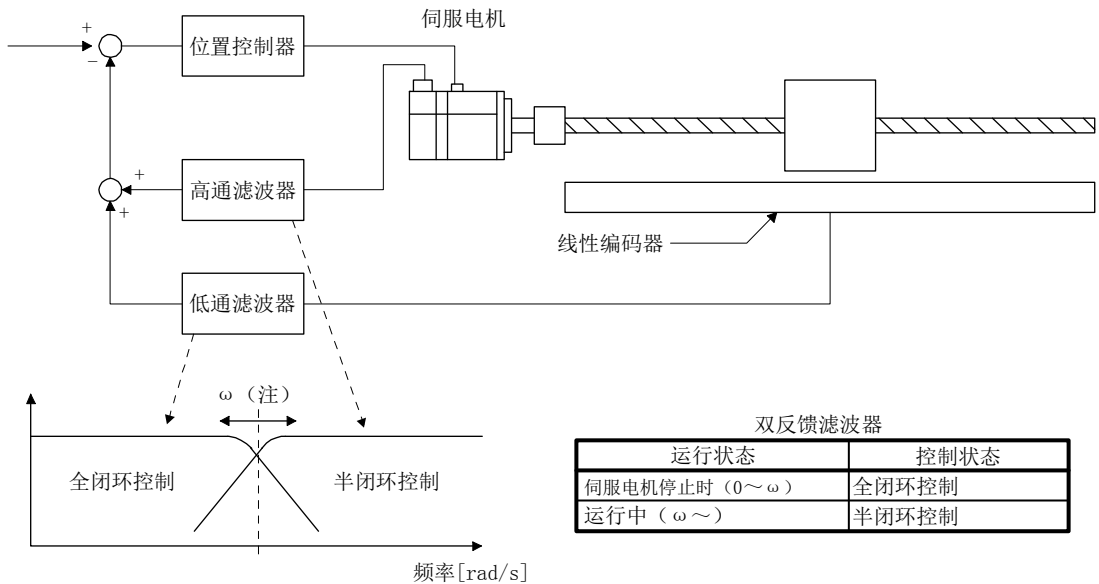 伺服电机
+
−
位置控制器
高通滤波器
+
+
线性编码器
低通滤波器
ω（注）
全闭环控制
半闭环控制
频率[rad/s]
双反馈滤波器
运行状态 控制状态
伺服电机停止时（0～ω） 全闭环控制
运行中（ω～） 半闭环控制